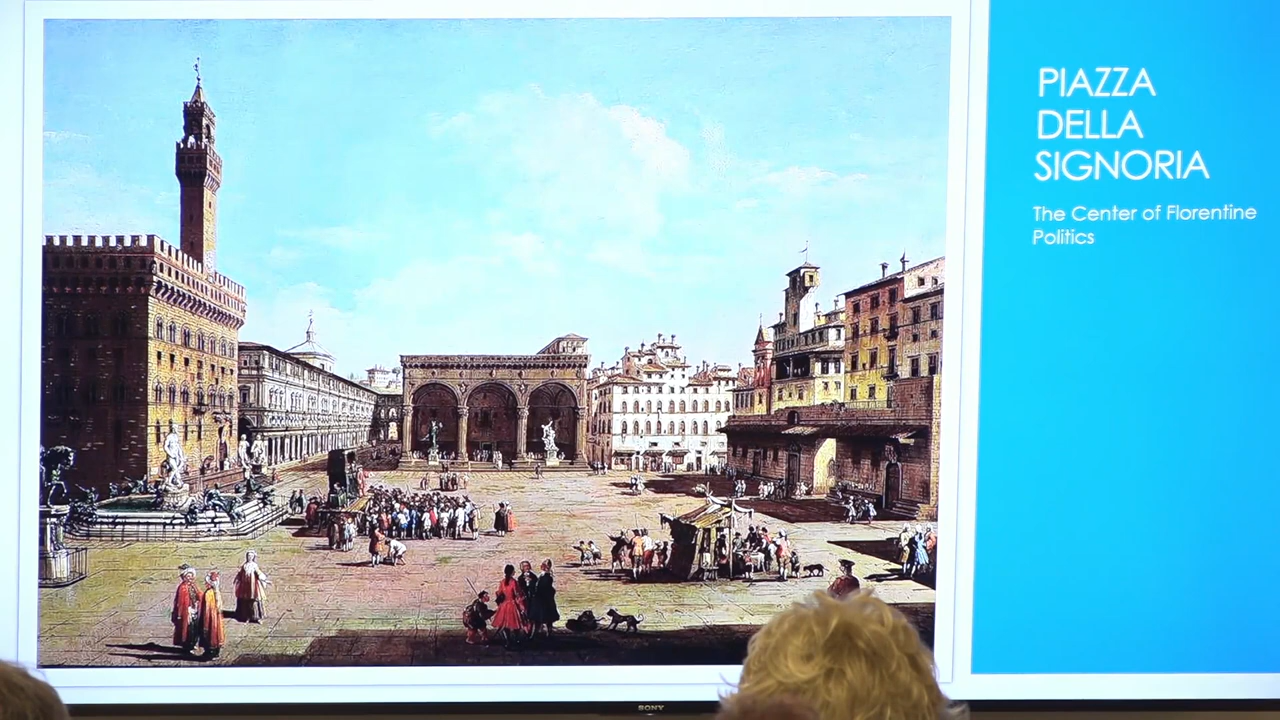 PIAZZA
DELLA
SIGNORIA
The Center of Florentine
Politics
SONY